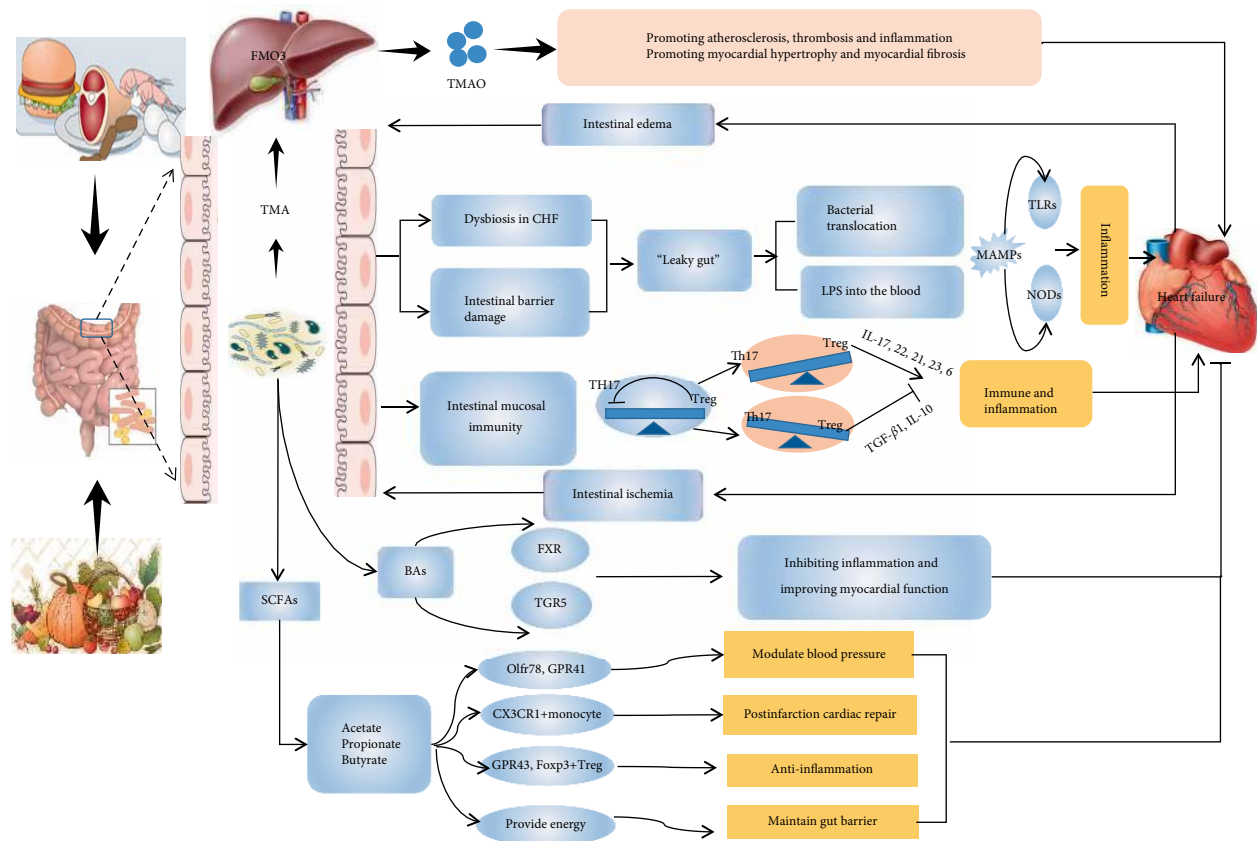 FMO3
TMAO
Promoting atherosclerosis, thrombosis and inflammation
Promoting myocardial hypertrophy and myocardial fibrosis
Intestinal edema
TMA
Dysbiosis in CHF
Intestinal barrier
damage
"Leaky gut"
Bacterial
translocation
LPS into the blood
MAMPs
TLRs
NODs
Inflammation
Heart failure
Intestinal mucosal
immunity
TH17
Treg
Th17
Treg
Th17
Treg
IL-17, 22, 21, 23, 6
TGF-β1, IL-10
Immune and
inflammation
Intestinal ischemia
BAs
FXR
TGR5
Inhibiting inflammation and
improving myocardial function
SCFAs
Acetate
Propionate
Butyrate
Olfr78, GPR41
Modulate blood pressure
CX3CR1+monocyte
Postinfarction cardiac repair
GPR43, Foxp3+Treg
Anti-inflammation
Provide energy
Maintain gut barrier